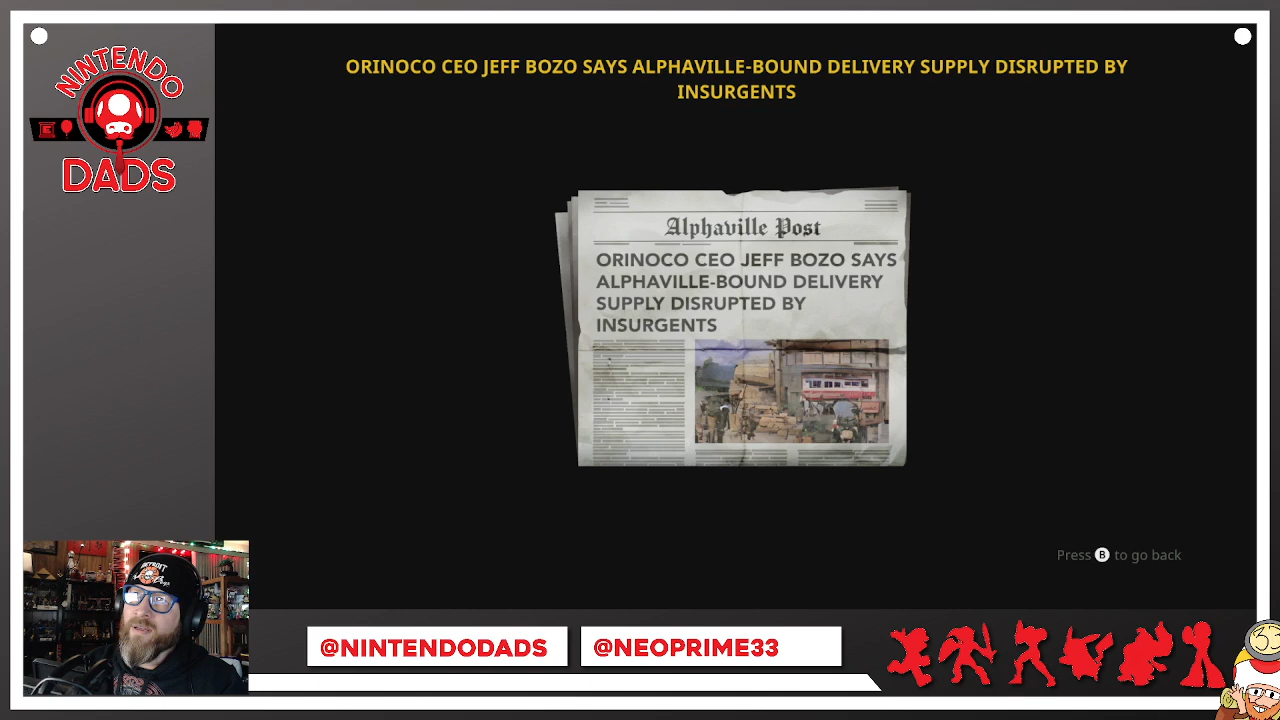 NINTENDO
DADS
ORINOCO CEO JEFF BOZO SAYS ALPHAVILLE-BOUND DELIVERY SUPPLY DISRUPTED BY
INSURGENTS
Alphaville Post
ORINOCO CEO JEFF BOZO SAYS
ALPHAVILLE-BOUND DELIVERY
SUPPLY DISRUPTED BY
INSURGENTS
Press B to go back
DETROIT
@NINTENDODADS
@NEOPRIME33